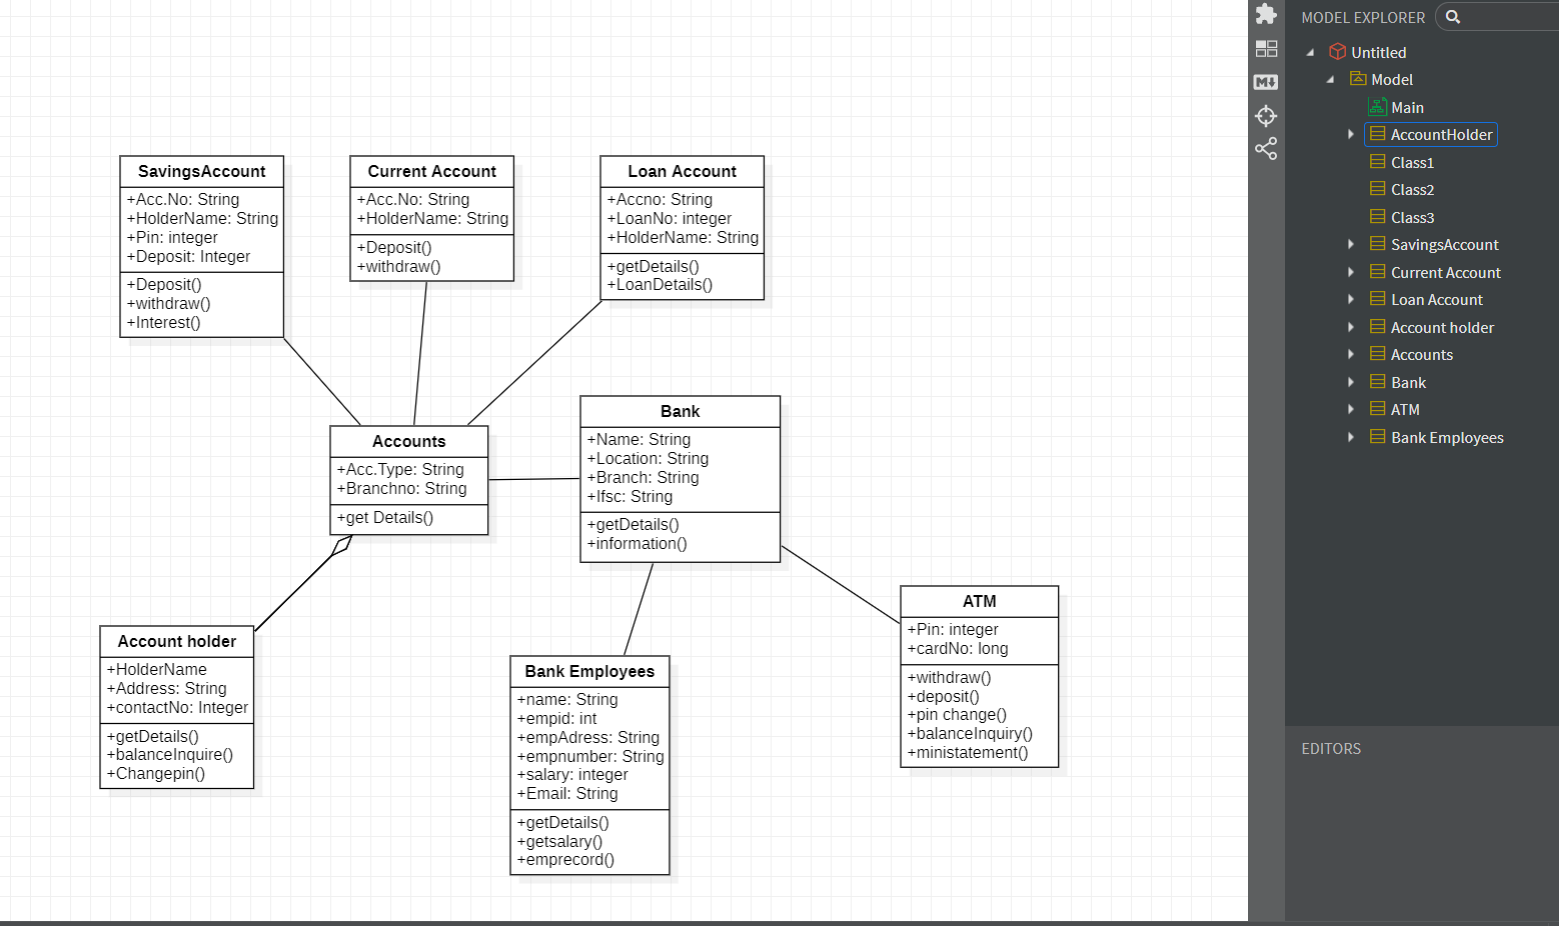 SavingsAccount
+Acc.No: String
+HolderName: String
+Pin: integer
+Deposit: Integer
+Deposit()
+withdraw()
+Interest()
Current Account
+Acc.No: String
+HolderName: String
+Deposit()
+withdraw()
Loan Account
+Accno: String
+LoanNo: integer
+HolderName: String
+getDetails()
+LoanDetails()
Accounts
+Acc.Type: String
+Branchno: String
+get Details()
Bank
+Name: String
+Location: String
+Branch: String
+Ifsc: String
+getDetails()
+information()
ATM
+Pin: integer
+cardNo: long
+withdraw()
+deposit()
+pin change()
+balanceInquiry()
+ministatement()
Account holder
+HolderName
+Address: String
+contactNo: Integer
+getDetails()
+balanceInquire()
+Changepin()
Bank Employees
+name: String
+empid: int
+empAdress: String
+empnumber: String
+salary: integer
+Email: String
+getDetails()
+getsalary()
+emprecord()
M
MODEL EXPLORER
Untitled
Model
Main
AccountHolder
Class1
Class2
Class3
SavingsAccount
Current Account
Loan Account
Account holder
Accounts
Bank
ATM
Bank Employees
EDITORS